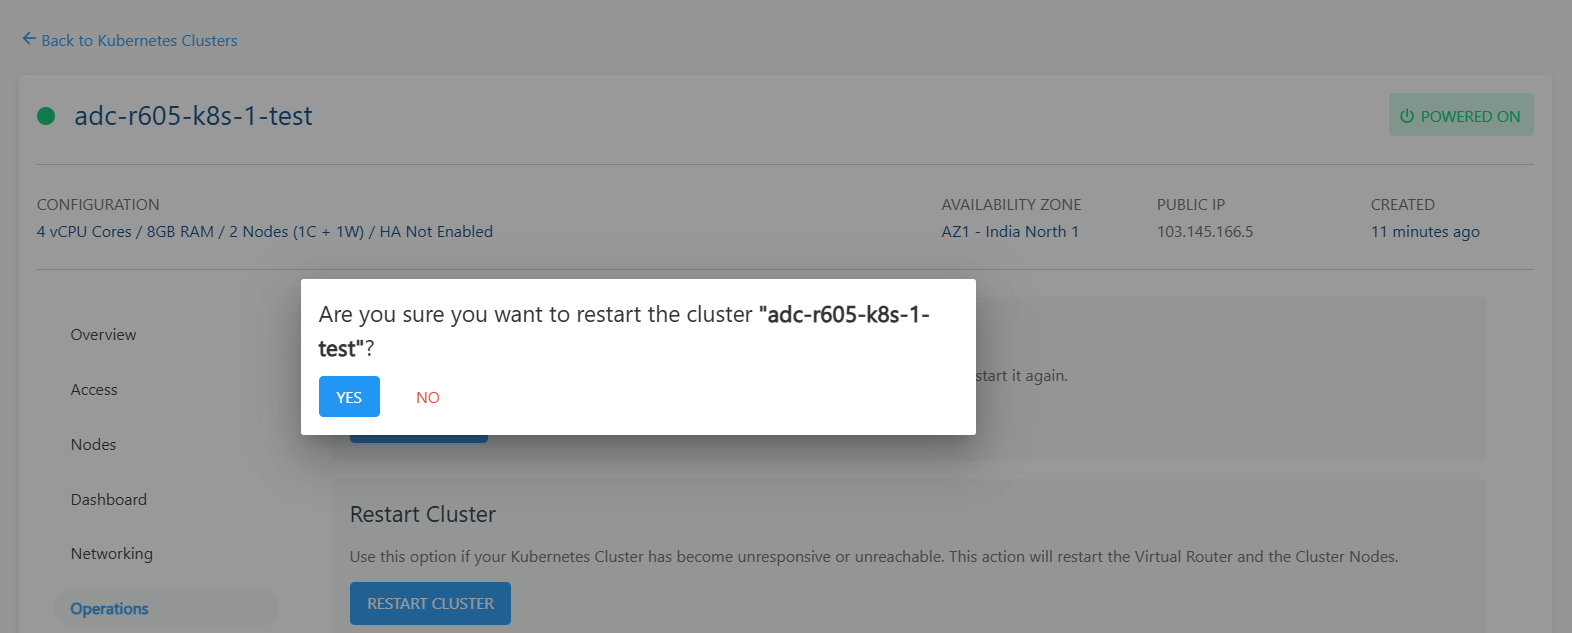 Back to Kubernetes Clusters
adc-r605-k8s-1-test
POWERED ON
CONFIGURATION
4 vCPU Cores / 8GB RAM / 2 Nodes (1C + 1W) / HA Not Enabled
AVAILABILITY ZONE
AZ1 - India North 1
PUBLIC IP
103.145.166.5
CREATED
11 minutes ago
Overview
Access
Nodes
Dashboard
Networking
Operations
Are you sure you want to restart the cluster "adc-r605-k8s-1-
test"?
YES
NO
start it again.
Restart Cluster
Use this option if your Kubernetes Cluster has become unresponsive or unreachable. This action will restart the Virtual Router and the Cluster Nodes.
RESTART CLUSTER